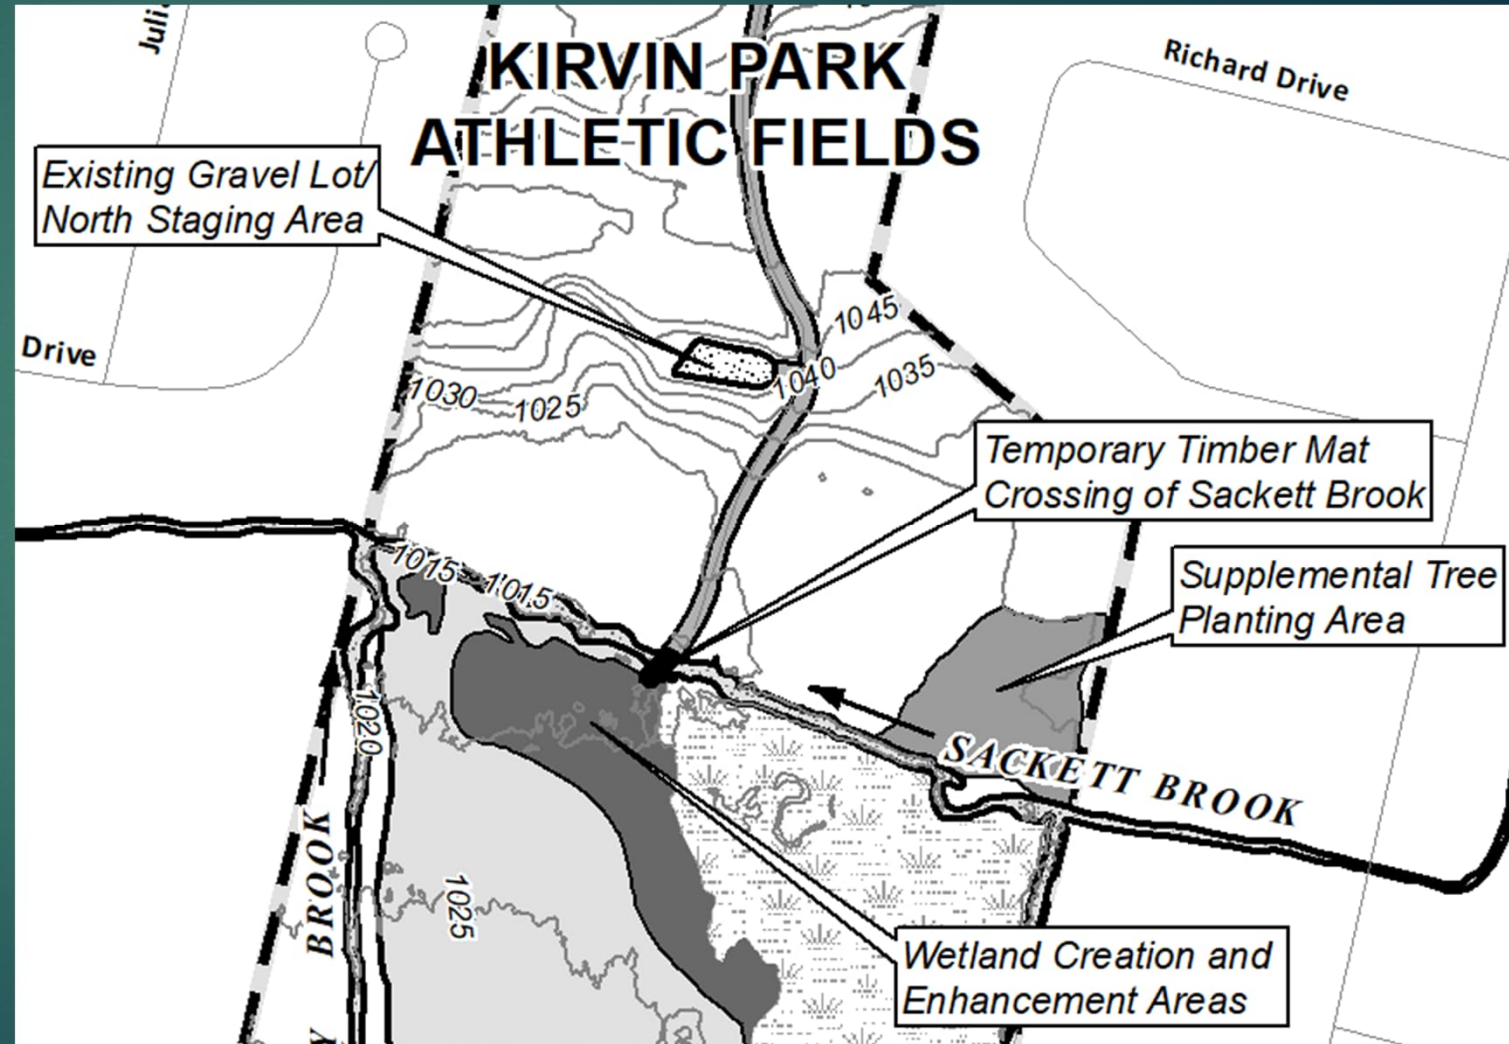 KIRVIN PARK
ATHLETIC FIELDS
Richard Drive
Existing Gravel Lot/
North Staging Area
Drive
1045
1040
1035
1030
1025
Temporary Timber Mat
Crossing of Sackett Brook
Supplemental Tree
Planting Area
1015
1015
1020
SACKETT BROOK
BROOK
1025
Wetland Creation and
Enhancement Areas